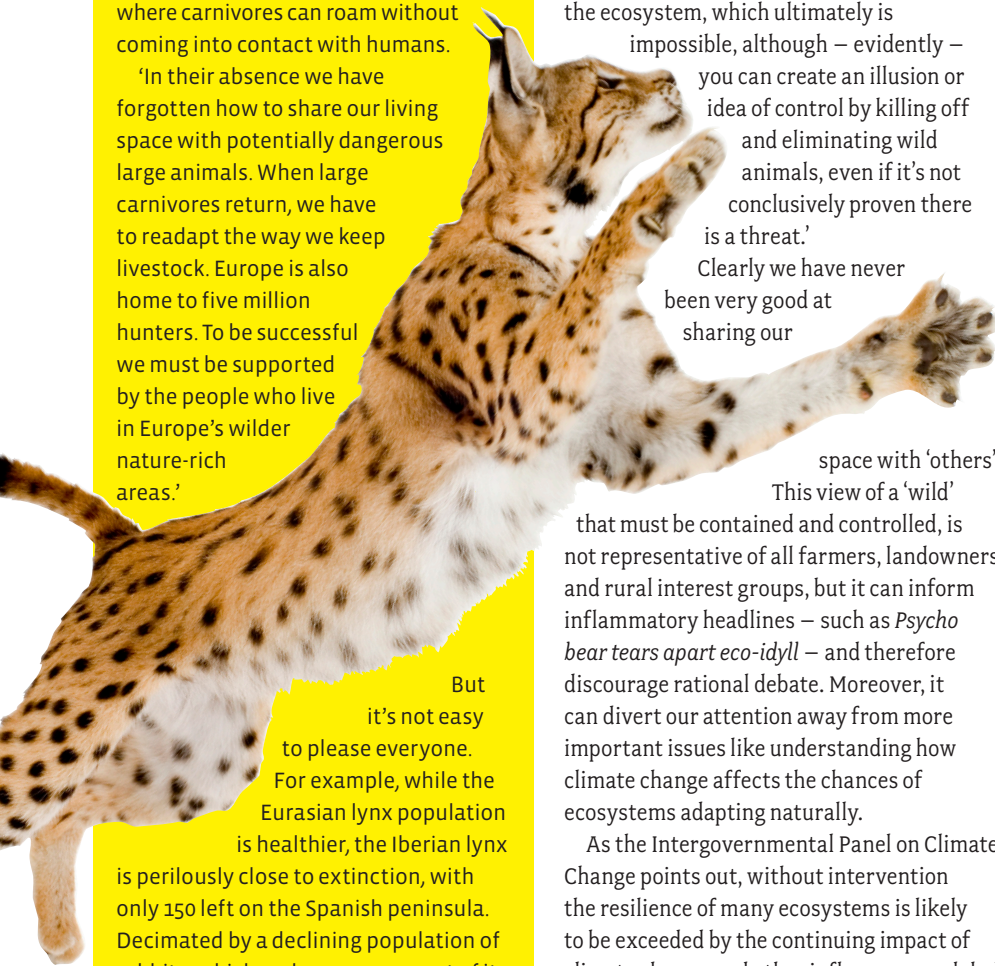 where carnivores can roam without
coming into contact with humans.
‘In their absence we have
forgotten how to share our living
space with potentially dangerous
large animals. When large
carnivores return, we have
to readapt the way we keep
livestock. Europe is also
home to five million
hunters. To be successful
we must be supported
by the people who live
in Europe’s wilder
nature-rich
areas.’
But
it’s not easy
to please everyone.
For example, while the
Eurasian lynx population
is healthier, the Iberian lynx
is perilously close to extinction, with
only 150 left on the Spanish peninsula.
Decimated by a declining population of
the ecosystem, which ultimately is
impossible, although – evidently –
you can create an illusion or
idea of control by killing off
and eliminating wild
animals, even if it’s not
conclusively proven there
is a threat.’
Clearly we have never
been very good at
sharing our
space with ‘others’
This view of a ‘wild’
that must be contained and controlled, is
not representative of all farmers, landowners
and rural interest groups, but it can inform
inflammatory headlines – such as Psycho
bear tears apart eco-idyll – and therefore
discourage rational debate. Moreover, it
can divert our attention away from more
important issues like understanding how
climate change affects the chances of
ecosystems adapting naturally.
As the Intergovernmental Panel on Climate
Change points out, without intervention
the resilience of many ecosystems is likely
to be exceeded by the continuing impact of